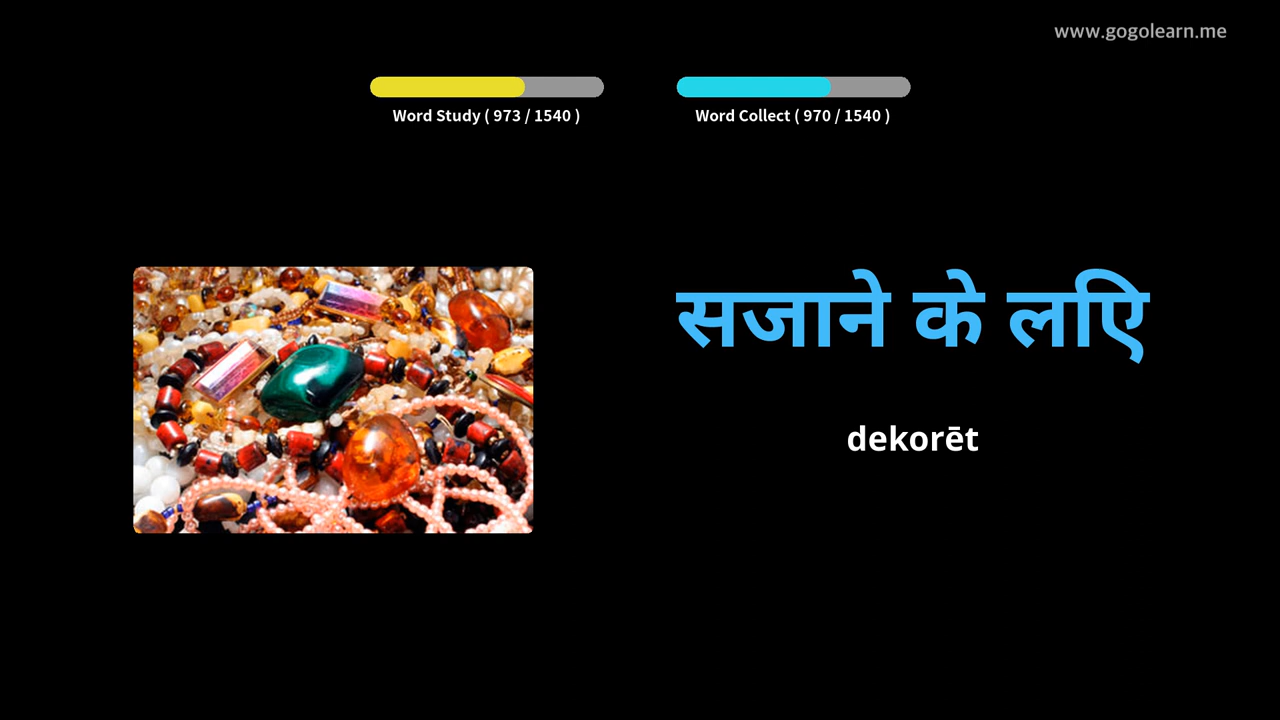 www.gogolearn.me
Word Study ( 973 / 1540 )
Word Collect ( 970 / 1540 )
सजाने के लिए
dekorēt